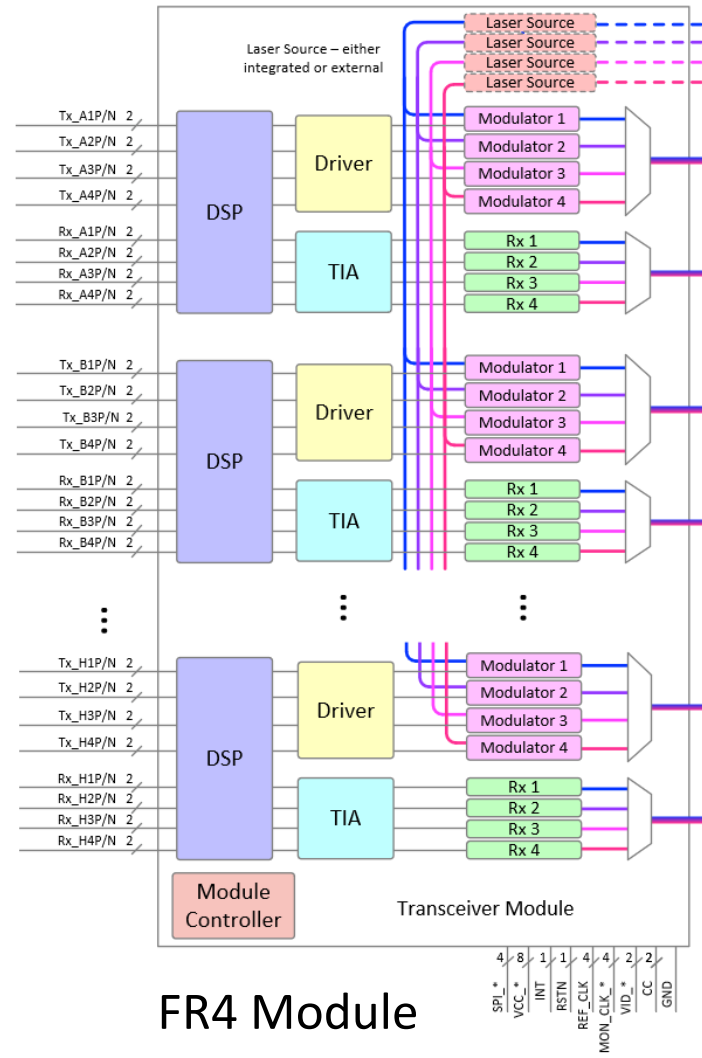 Laser Source
Laser Source
Laser Source
Laser Source
Laser Source – either
integrated or external
Tx_A1P/N 2
Tx_A2P/N 2
Tx_A3P/N 2
Tx_A4P/N 2
Rx_A1P/N 2
Rx_A2P/N 2
Rx_A3P/N 2
Rx_A4P/N 2
DSP
Driver
TIA
Modulator 1
Modulator 2
Modulator 3
Modulator 4
Rx 1
Rx 2
Rx 3
Rx 4
Tx_B1P/N 2
Tx_B2P/N 2
Tx_B3P/N 2
Tx_B4P/N 2
Rx_B1P/N 2
Rx_B2P/N 2
Rx_B3P/N 2
Rx_B4P/N 2
DSP
Driver
TIA
Modulator 1
Modulator 2
Modulator 3
Modulator 4
Rx 1
Rx 2
Rx 3
Rx 4
Tx_H1P/N 2
Tx_H2P/N 2
Tx_H3P/N 2
Tx_H4P/N 2
Rx_H1P/N 2
Rx_H2P/N 2
Rx_H3P/N 2
Rx_H4P/N 2
DSP
Driver
TIA
Modulator 1
Modulator 2
Modulator 3
Modulator 4
Rx 1
Rx 2
Rx 3
Rx 4
Module
Controller
Transceiver Module
4 8 1 1 4 4 2 2
SPI_*
VCC_*
INT
RSTN
REF_CLK
MON_CLK_*
VID_*
CC
GND
FR4 Module